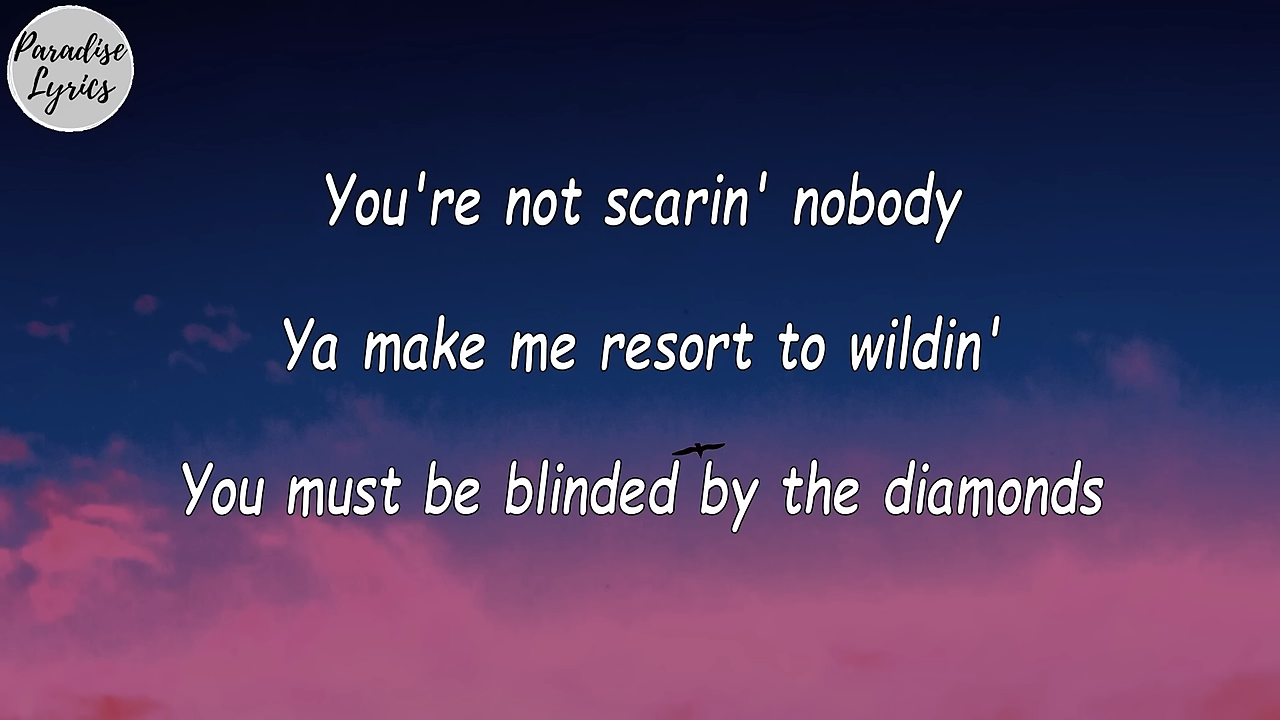 Paradise
Lyrics
You're not scarin' nobody
Ya make me resort to wildin'
You must be blinded by the diamonds